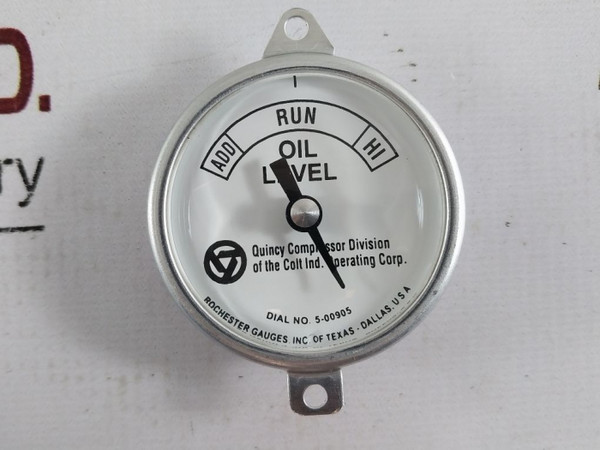 RUN
ADD
HI
OIL
LEVEL
Quincy Compressor Division
of the Colt Ind. Operating Corp.
DIAL NO. 5-00905
ROCHESTER GAUGES INC OF TEXAS - DALLAS, U.S.A
D.
ry